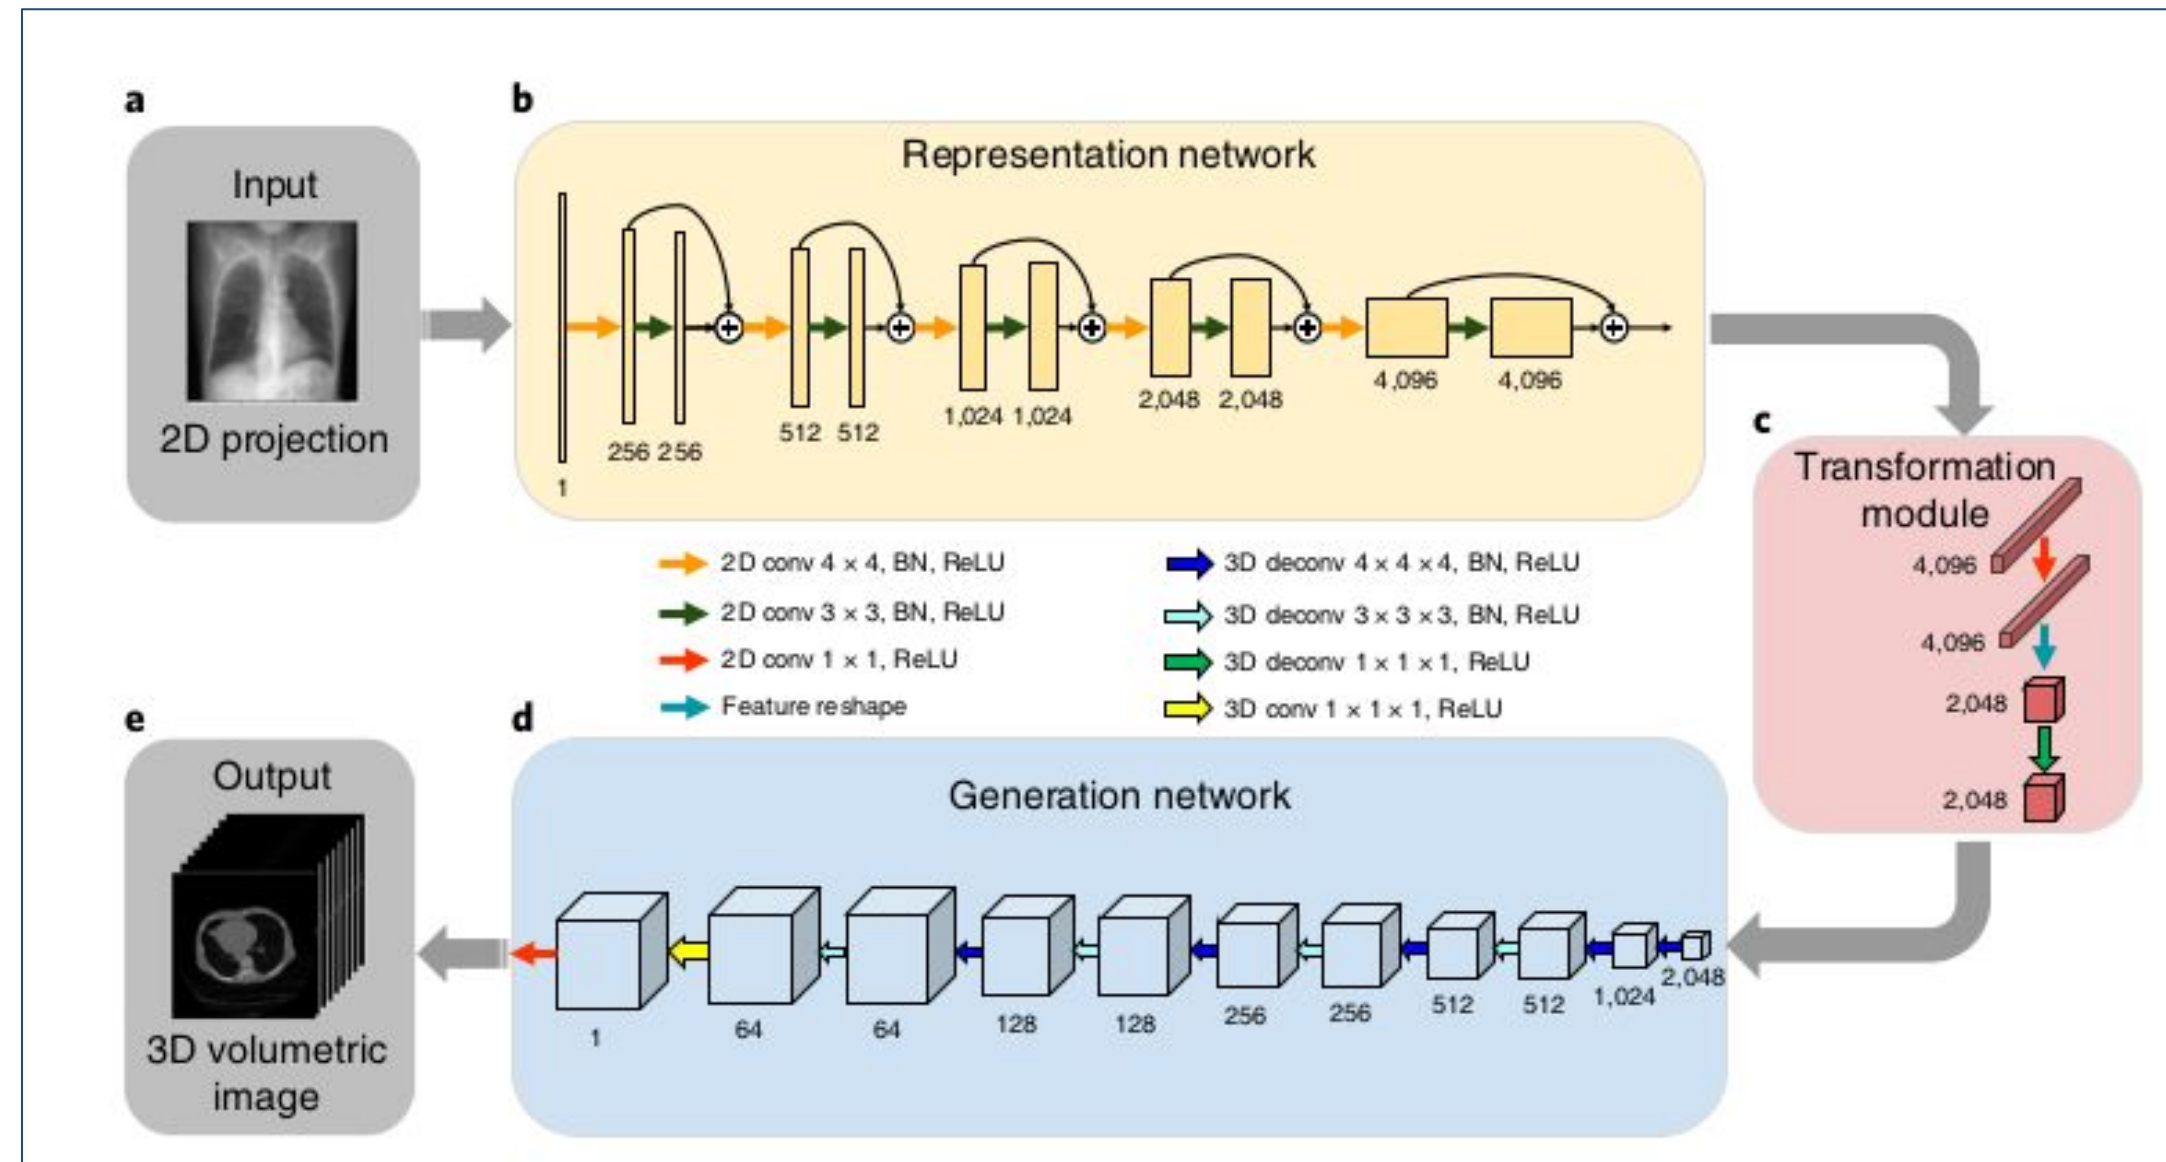 a
Input
2D projection
b
Representation network
1
256 256
512 512
1,024 1,024
2,048 2,048
4,096 4,096
c
Transformation
module
4,096
4,096
2,048
2,048
2D conv 4 × 4, BN, ReLU
2D conv 3 × 3, BN, ReLU
2D conv 1 × 1, ReLU
Feature reshape
3D deconv 4 × 4 × 4, BN, ReLU
3D deconv 3 × 3 × 3, BN, ReLU
3D deconv 1 × 1 × 1, ReLU
3D conv 1 × 1 × 1, ReLU
d
Generation network
1 64 64 128 128 256 256 512 512 1,024 2,048
e
Output
3D volumetric
image